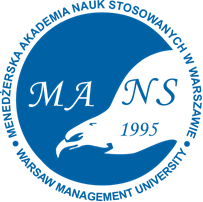 MENEDŻERSKA AKADEMIA NAUK STOSOWANYCH W WARSZAWIE
MA NS
1995
• WARSAW MANAGEMENT UNIVERSITY •